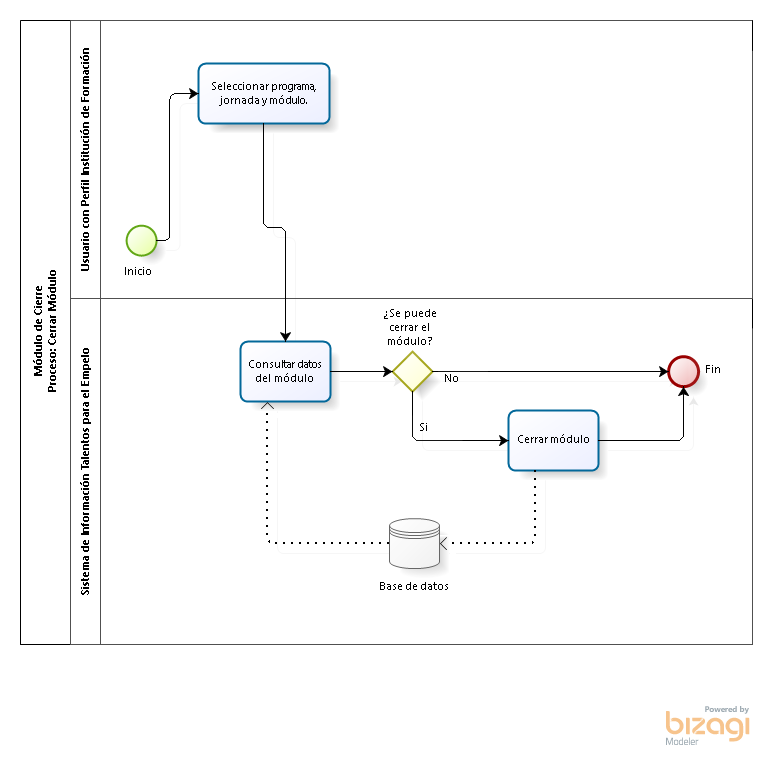 Módulo de Cierre
Proceso: Cerrar Módulo
Usuario con Perfil Institución de Formación
Seleccionar programa,
jornada y módulo.
Inicio
Sistema de Información Talentos para el Empelo
Consultar datos
del módulo
¿Se puede
cerrar el
módulo?
No
Si
Fin
Cerrar módulo
Base de datos
Powered by
bizagi
Modeler